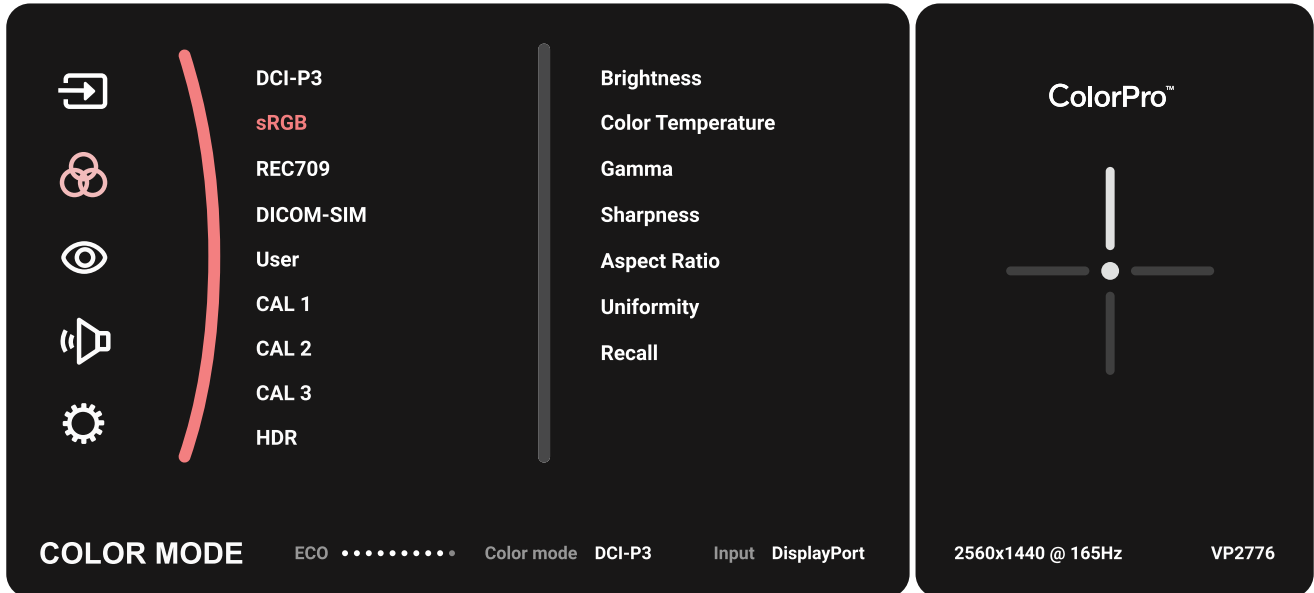 DCI-P3
sRGB
REC709
DICOM-SIM
User
CAL 1
CAL 2
CAL 3
HDR
Brightness
Color Temperature
Gamma
Sharpness
Aspect Ratio
Uniformity
Recall
COLOR MODE
ECO
Color mode DCI-P3
Input DisplayPort
ColorPro™
2560x1440 @ 165Hz
VP2776